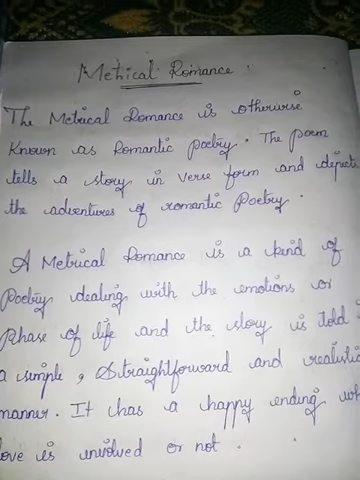 Metrical Romance
The Metrical Romance is otherwise
known as Romantic poetry. The poem
tells a story in verse form and depicts
the adventures of romantic Poetry.
A Metrical Romance is a kind of
Poetry dealing with the emotions or
Phase of life and the story is told i
a simple, Straightforward and realistic
manner. It has a happy ending wh
love is involved or not.